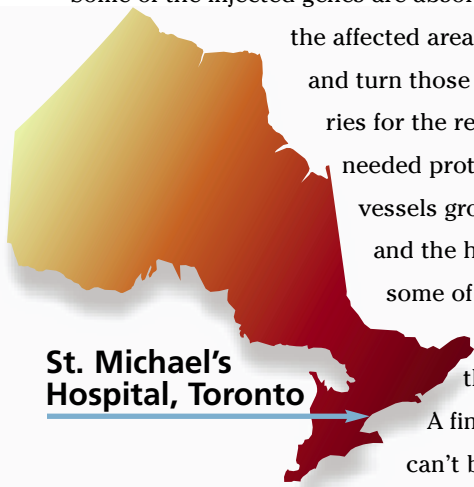 the affected area
and turn those
ries for the re
needed prot
vessels gro
and the h
some of
St. Michael's
Hospital, Toronto
th
A fin
can't b